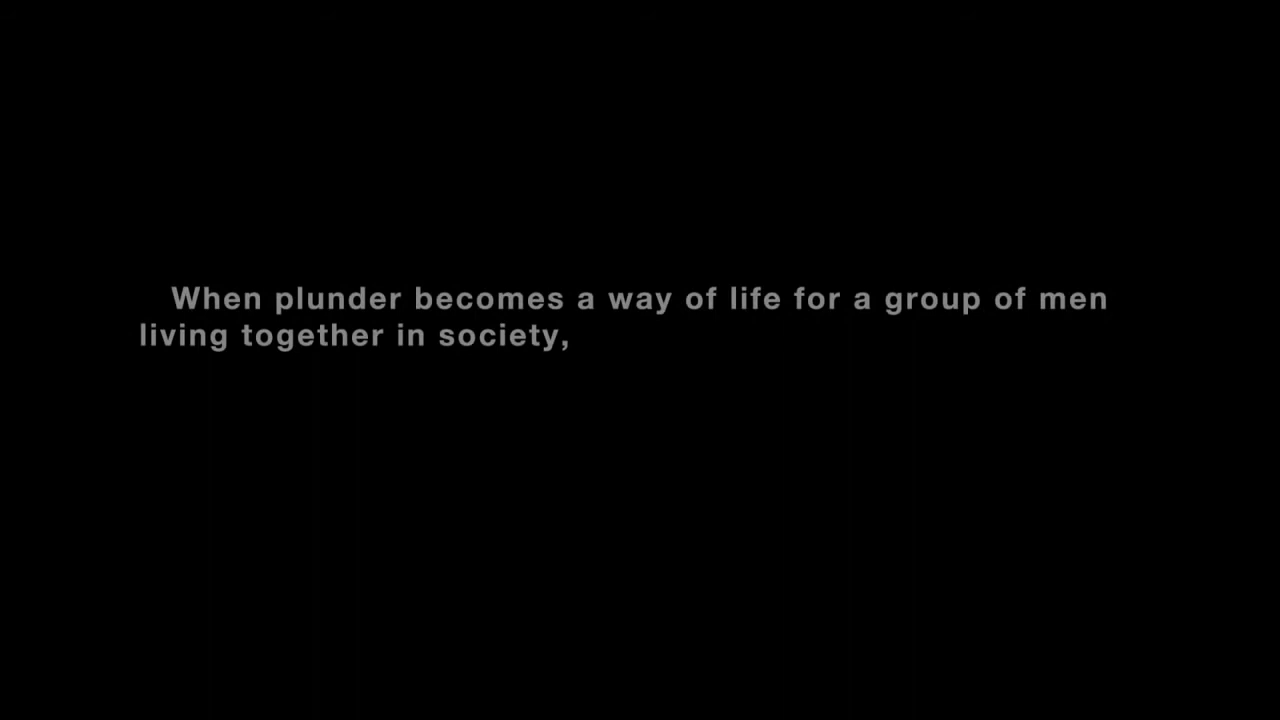 When plunder becomes a way of life for a group of men
living together in society,